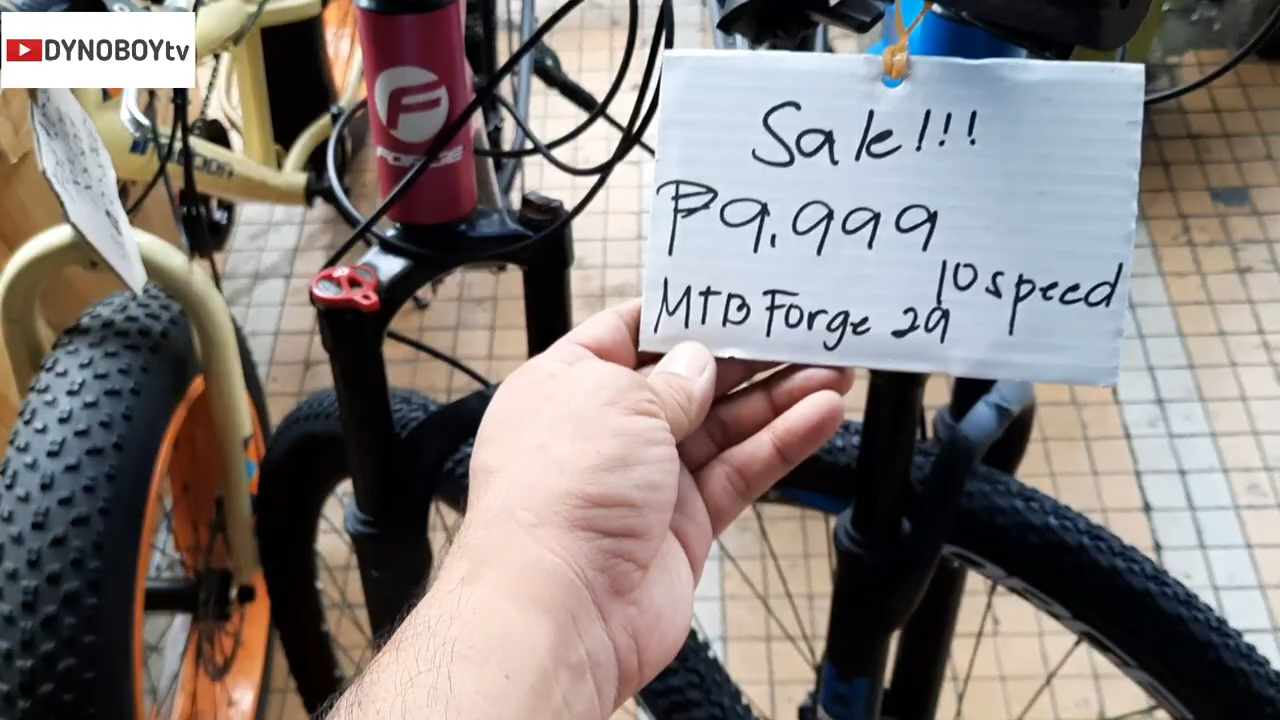 DYNOBOYtv
F
FORGE
Sale!!!
₱9.999
10 speed
MTB Forge 29